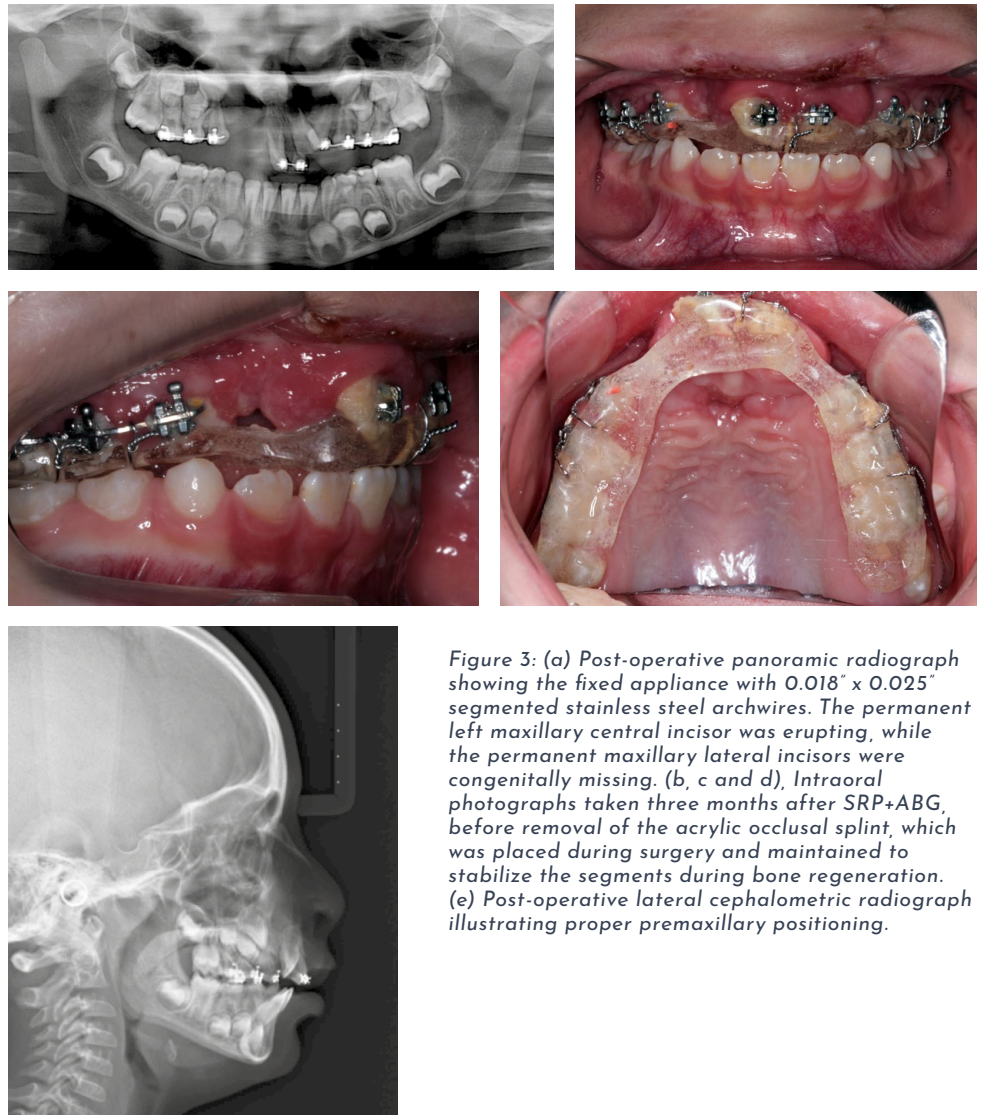 Figure 3: (a) Post-operative panoramic radiograph
showing the fixed appliance with 0.018" x 0.025"
segmented stainless steel archwires. The permanent
left maxillary central incisor was erupting, while
the permanent maxillary lateral incisors were
congenitally missing. (b, c and d), Intraoral
photographs taken three months after SRP+ABG,
before removal of the acrylic occlusal splint, which
was placed during surgery and maintained to
stabilize the segments during bone regeneration.
(e) Post-operative lateral cephalometric radiograph
illustrating proper premaxillary positioning.